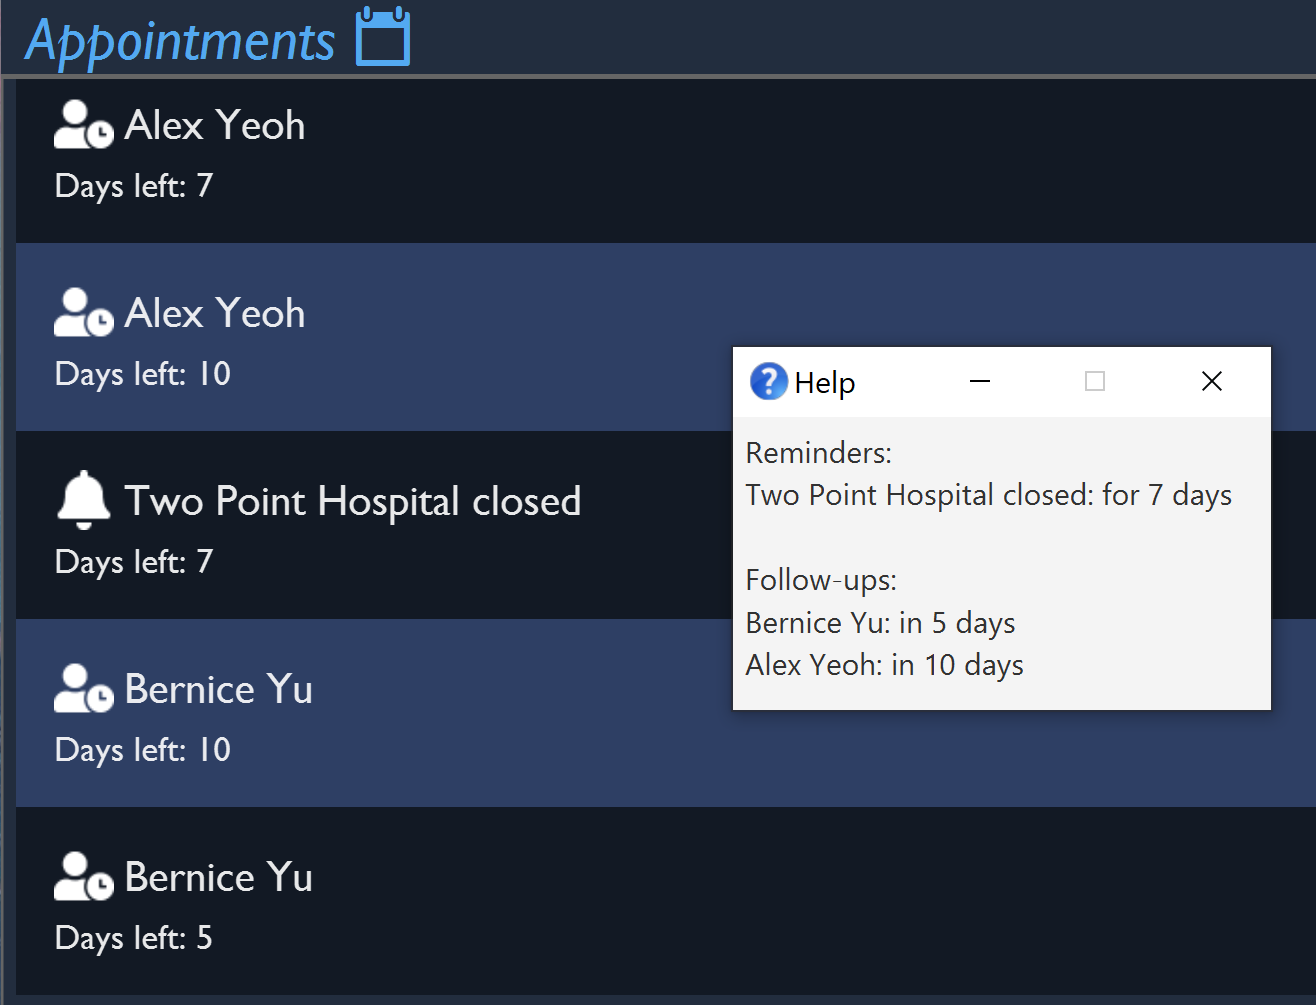 Appointments
Alex Yeoh
Days left: 7
Alex Yeoh
Days left: 10
Two Point Hospital closed
Days left: 7
Bernice Yu
Days left: 10
Bernice Yu
Days left: 5
Help
Reminders:
Two Point Hospital closed: for 7 days
Follow-ups:
Bernice Yu: in 5 days
Alex Yeoh: in 10 days